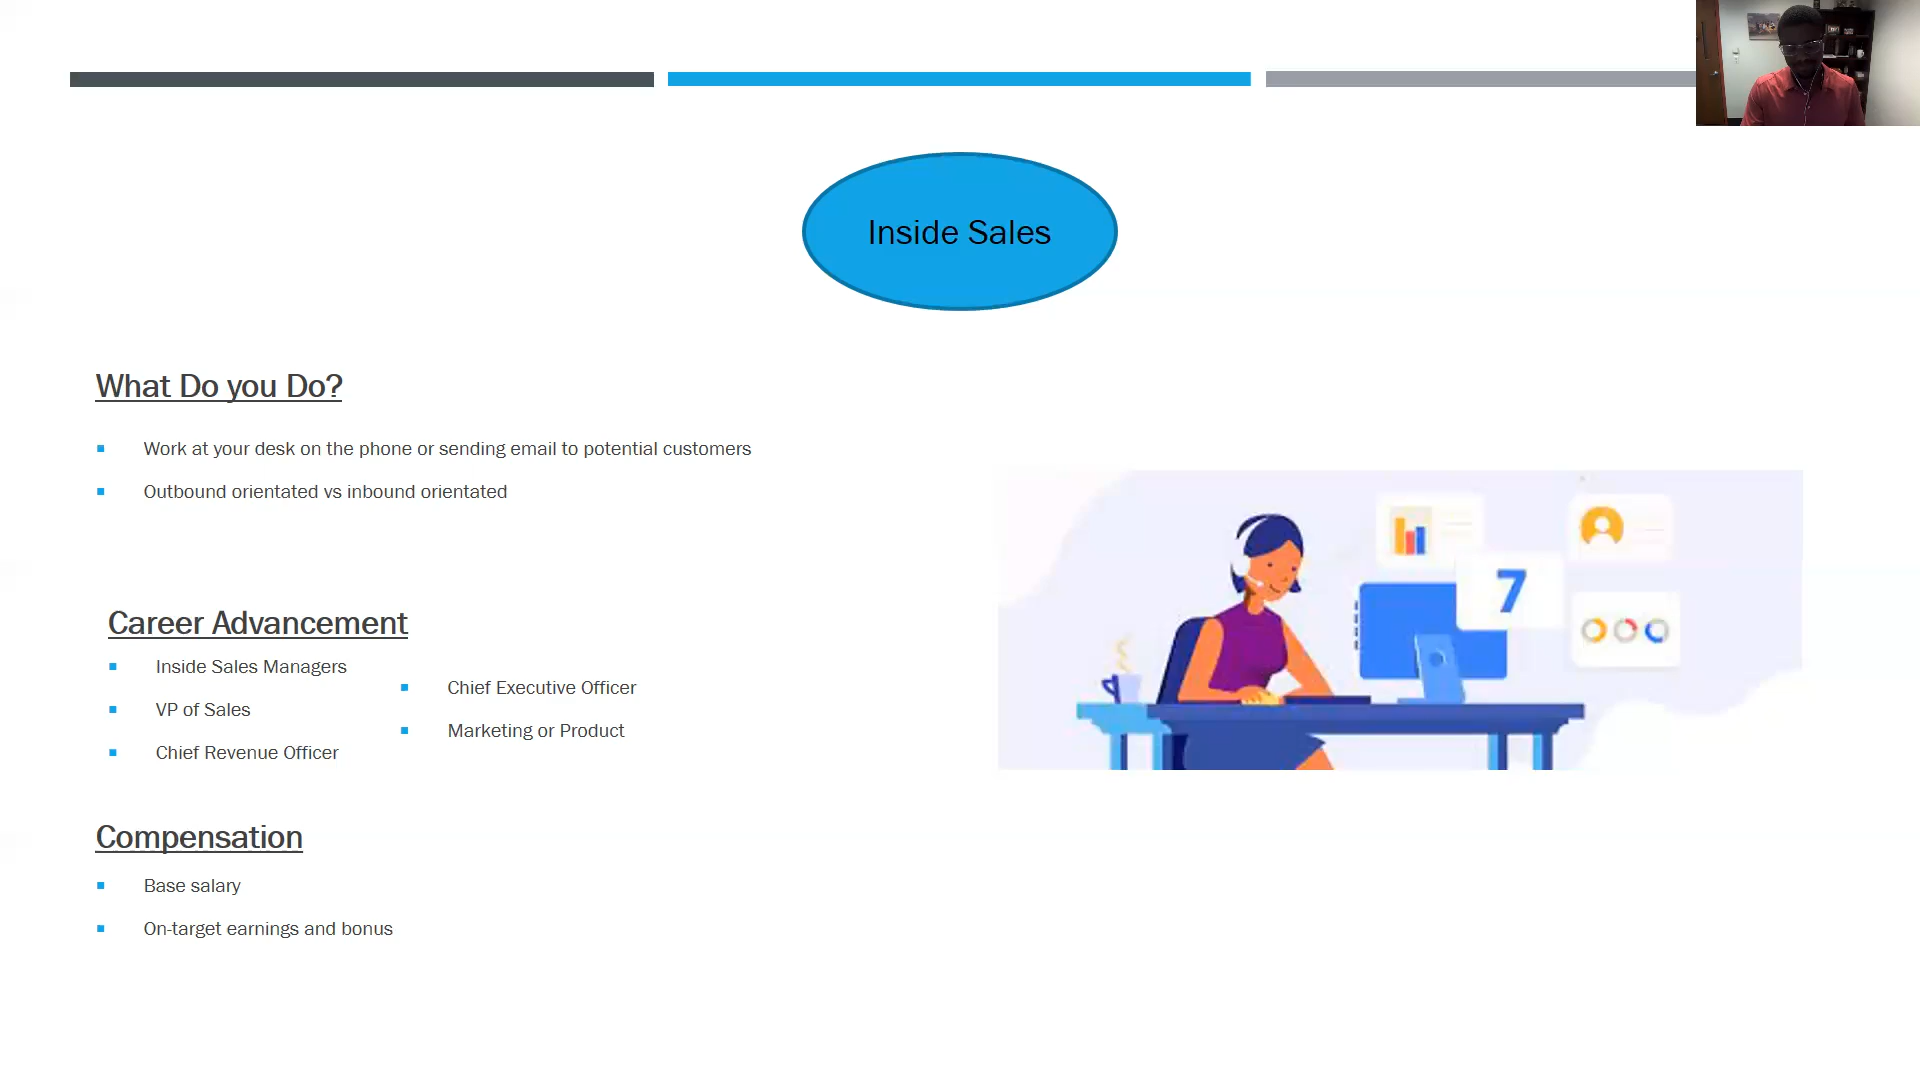 Inside Sales
What Do you Do?
Work at your desk on the phone or sending email to potential customers
Outbound orientated vs inbound orientated
Career Advancement
Inside Sales Managers
VP of Sales
Chief Revenue Officer
Chief Executive Officer
Marketing or Product
7
Compensation
Base salary
On-target earnings and bonus